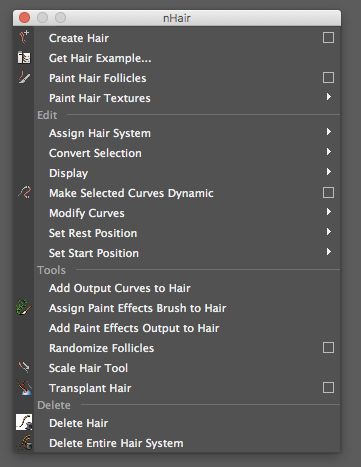 nHair
Create Hair
Get Hair Example...
Paint Hair Follicles
Paint Hair Textures
Edit
Assign Hair System
Convert Selection
Display
Make Selected Curves Dynamic
Modify Curves
Set Rest Position
Set Start Position
Tools
Add Output Curves to Hair
Assign Paint Effects Brush to Hair
Add Paint Effects Output to Hair
Randomize Follicles
Scale Hair Tool
Transplant Hair
Delete
Delete Hair
Delete Entire Hair System